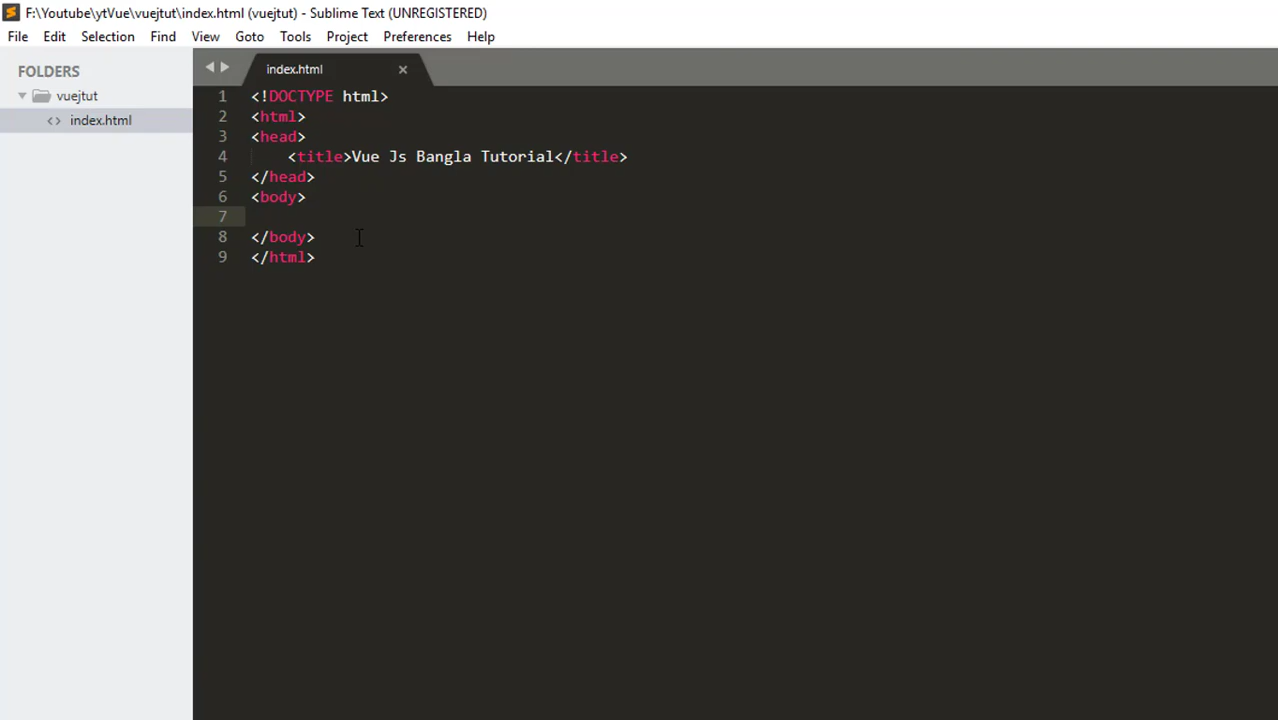 F:\Youtube\ytVue\vuejtut\index.html (vuejtut) - Sublime Text (UNREGISTERED)
File Edit Selection Find View Goto Tools Project Preferences Help
FOLDERS
vuejtut
<> index.html
index.html ×
1 <!DOCTYPE html>
2 <html>
3 <head>
4     <title>Vue Js Bangla Tutorial</title>
5 </head>
6 <body>
7
8 </body>
9 </html>